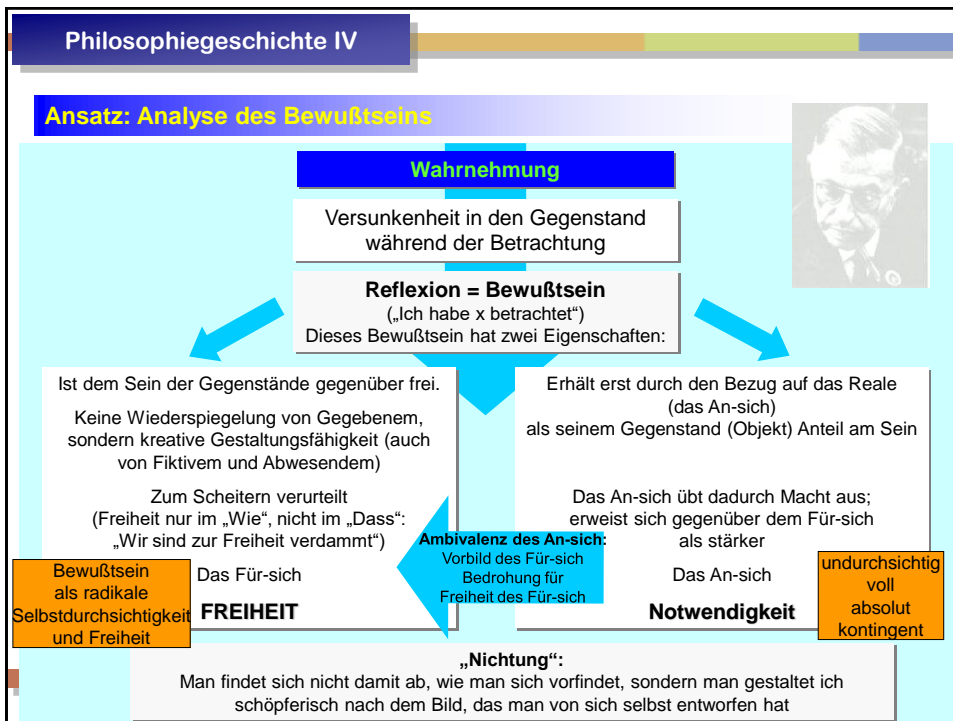 Philosophiegeschichte IV
Ansatz: Analyse des Bewußtseins
Wahrnehmung
Versunkenheit in den Gegenstand
während der Betrachtung
Reflexion = Bewußtsein
(„Ich habe x betrachtet“)
Dieses Bewußtsein hat zwei Eigenschaften:
Ist dem Sein der Gegenstände gegenüber frei.
Keine Wiederspiegelung von Gegebenem,
sondern kreative Gestaltungsfähigkeit (auch
von Fiktivem und Abwesendem)
Zum Scheitern verurteilt
(Freiheit nur im „Wie“, nicht im „Dass“:
„Wir sind zur Freiheit verdammt“)
Das Für-sich
FREIHEIT
Bewußtsein
als radikale
Selbstdurchsichtigkeit
und Freiheit
Ambivalenz des An-sich:
Vorbild des Für-sich
Bedrohung für
Freiheit des Für-sich
Erhält erst durch den Bezug auf das Reale
(das An-sich)
als seinem Gegenstand (Objekt) Anteil am Sein
Das An-sich übt dadurch Macht aus;
erweist sich gegenüber dem Für-sich
als stärker
Das An-sich
Notwendigkeit
undurchsichtig
voll
absolut
kontingent
„Nichtung“:
Man findet sich nicht damit ab, wie man sich vorfindet, sondern man gestaltet ich
schöpferisch nach dem Bild, das man von sich selbst entworfen hat